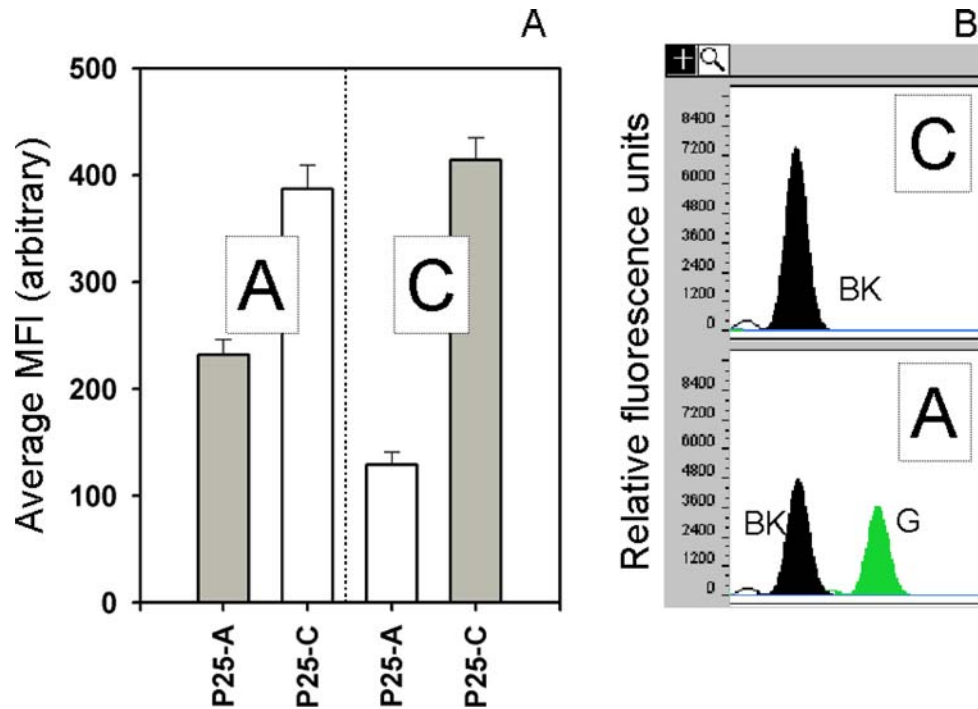 A
Average MFI (arbitrary)
500
400
300
200
100
0
A
C
P25-A
P25-C
P25-A
P25-C
B
Relative fluorescence units
8400
7200
6000
4800
3600
2400
1200
0
C
BK
8400
7200
6000
4800
3600
2400
1200
0
A
BK
G